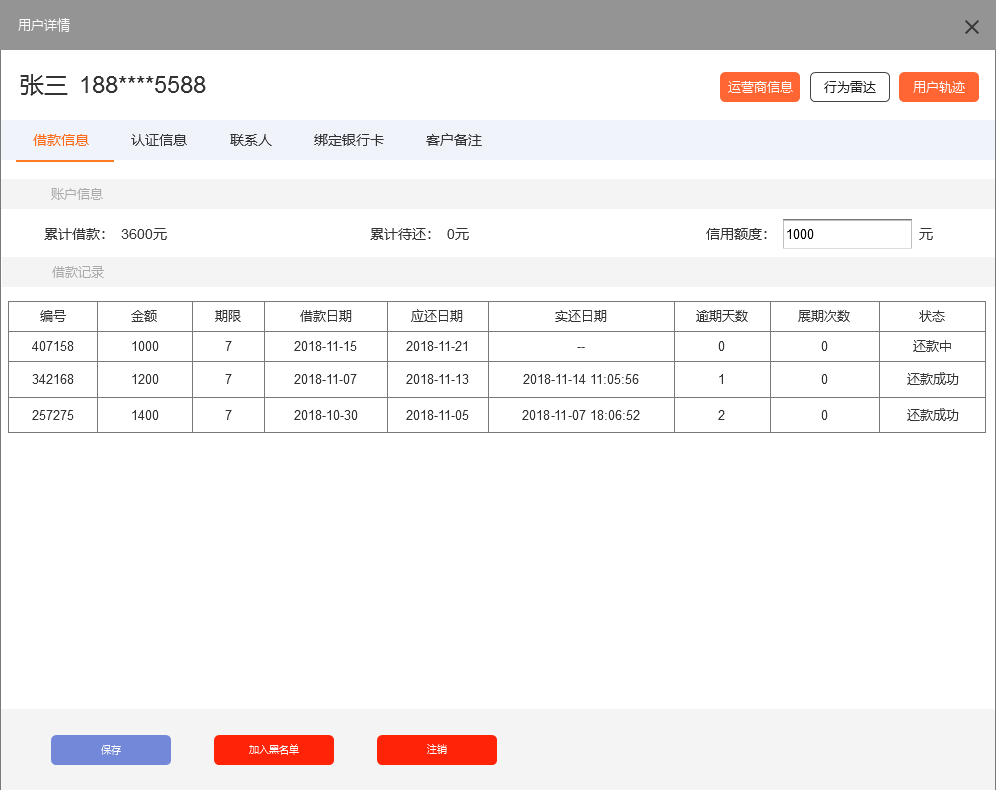 用户详情
张三 188****5588
运营商信息 行为雷达 用户轨迹
借款信息 认证信息 联系人 绑定银行卡 客户备注
账户信息
累计借款： 3600元 累计待还： 0元 信用额度： 1000 元
借款记录
编号 金额 期限 借款日期 应还日期 实还日期 逾期天数 展期次数 状态
407158 1000 7 2018-11-15 2018-11-21 -- 0 0 还款中
342168 1200 7 2018-11-07 2018-11-13 2018-11-14 11:05:56 1 0 还款成功
257275 1400 7 2018-10-30 2018-11-05 2018-11-07 18:06:52 2 0 还款成功
保存 加入黑名单 注销